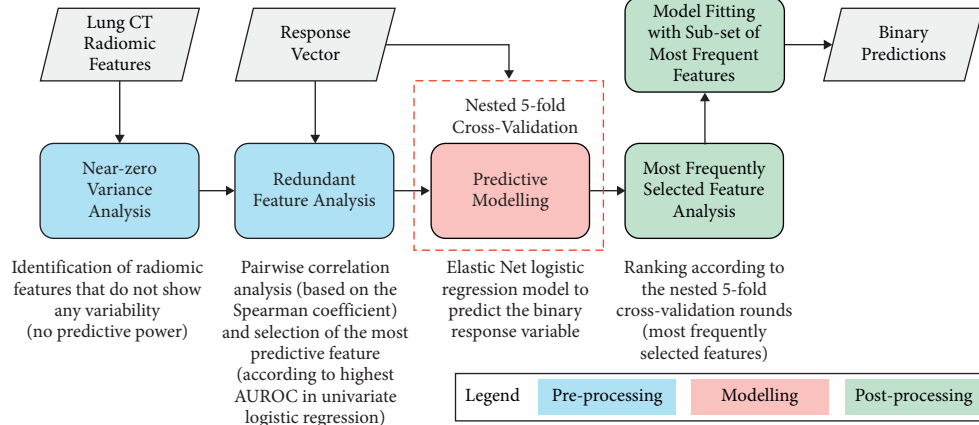 Lung CT
Radiomic
Features
Response
Vector
Model Fitting
with Sub-set of
Most Frequent
Features
Binary
Predictions
Nested 5-fold
Cross-Validation
Near-zero
Variance
Analysis
Redundant
Feature Analysis
Predictive
Modelling
Most Frequently
Selected Feature
Analysis
Identification of radiomic
features that do not show
any variability
(no predictive power)
Pairwise correlation
analysis (based on the
Spearman coefficient)
and selection of the most
predictive feature
(according to highest
AUROC in univariate
logistic regression)
Elastic Net logistic
regression model to
predict the binary
response variable
Ranking according to
the nested 5-fold
cross-validation rounds
(most frequently
selected features)
Legend
Pre-processing
Modelling
Post-processing